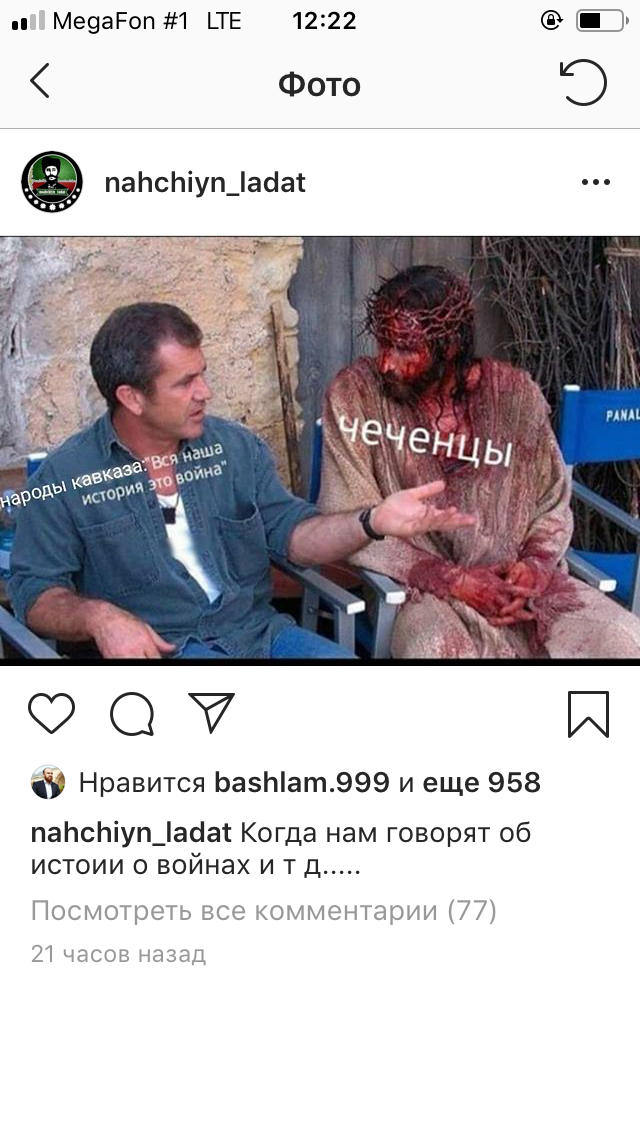 MegaFon #1 LTE 12:22
Фото
nahchiyn_ladat
PANAL
чеченцы
народы кавказа:"Вся наша
история это война"
Нравится bashlam.999 и еще 958
nahchiyn_ladat Когда нам говорят об
истоии о войнах и т д.....
Посмотреть все комментарии (77)
21 часов назад